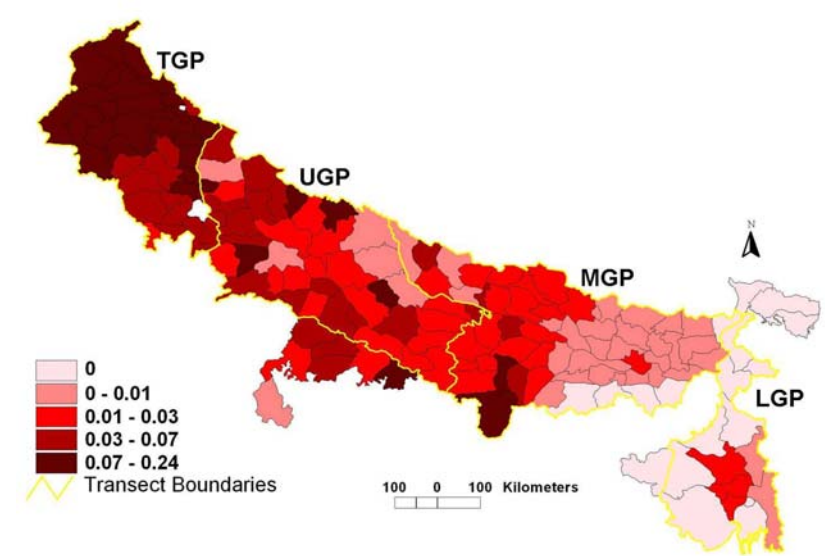 TGP
UGP
N
MGP
LGP
0
0 - 0.01
0.01 - 0.03
0.03 - 0.07
0.07 - 0.24
Transect Boundaries
100 0 100 Kilometers